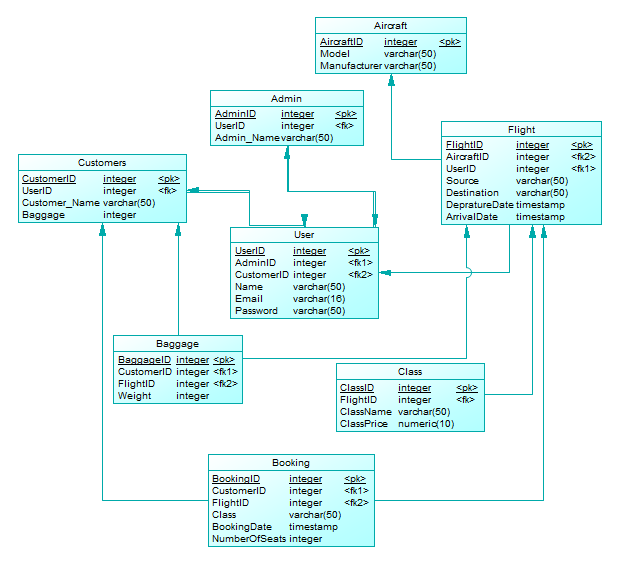 Aircraft
AircraftID integer <pk>
Model varchar(50)
Manufacturer varchar(50)
Admin
AdminID integer <pk>
UserID integer <fk>
Admin_Name varchar(50)
Flight
FlightID integer <pk>
AircraftID integer <fk2>
UserID integer <fk1>
Source varchar(50)
Destination varchar(50)
DepratureDate timestamp
ArrivalDate timestamp
Customers
CustomerID integer <pk>
UserID integer <fk>
Customer_Name varchar(50)
Baggage integer
User
UserID integer <pk>
AdminID integer <fk1>
CustomerID integer <fk2>
Name varchar(50)
Email varchar(16)
Password varchar(50)
Baggage
BaggageID integer <pk>
CustomerID integer <fk1>
FlightID integer <fk2>
Weight integer
Class
ClassID integer <pk>
FlightID integer <fk>
ClassName varchar(50)
ClassPrice numeric(10)
Booking
BookingID integer <pk>
CustomerID integer <fk1>
FlightID integer <fk2>
Class varchar(50)
BookingDate timestamp
NumberOfSeats integer